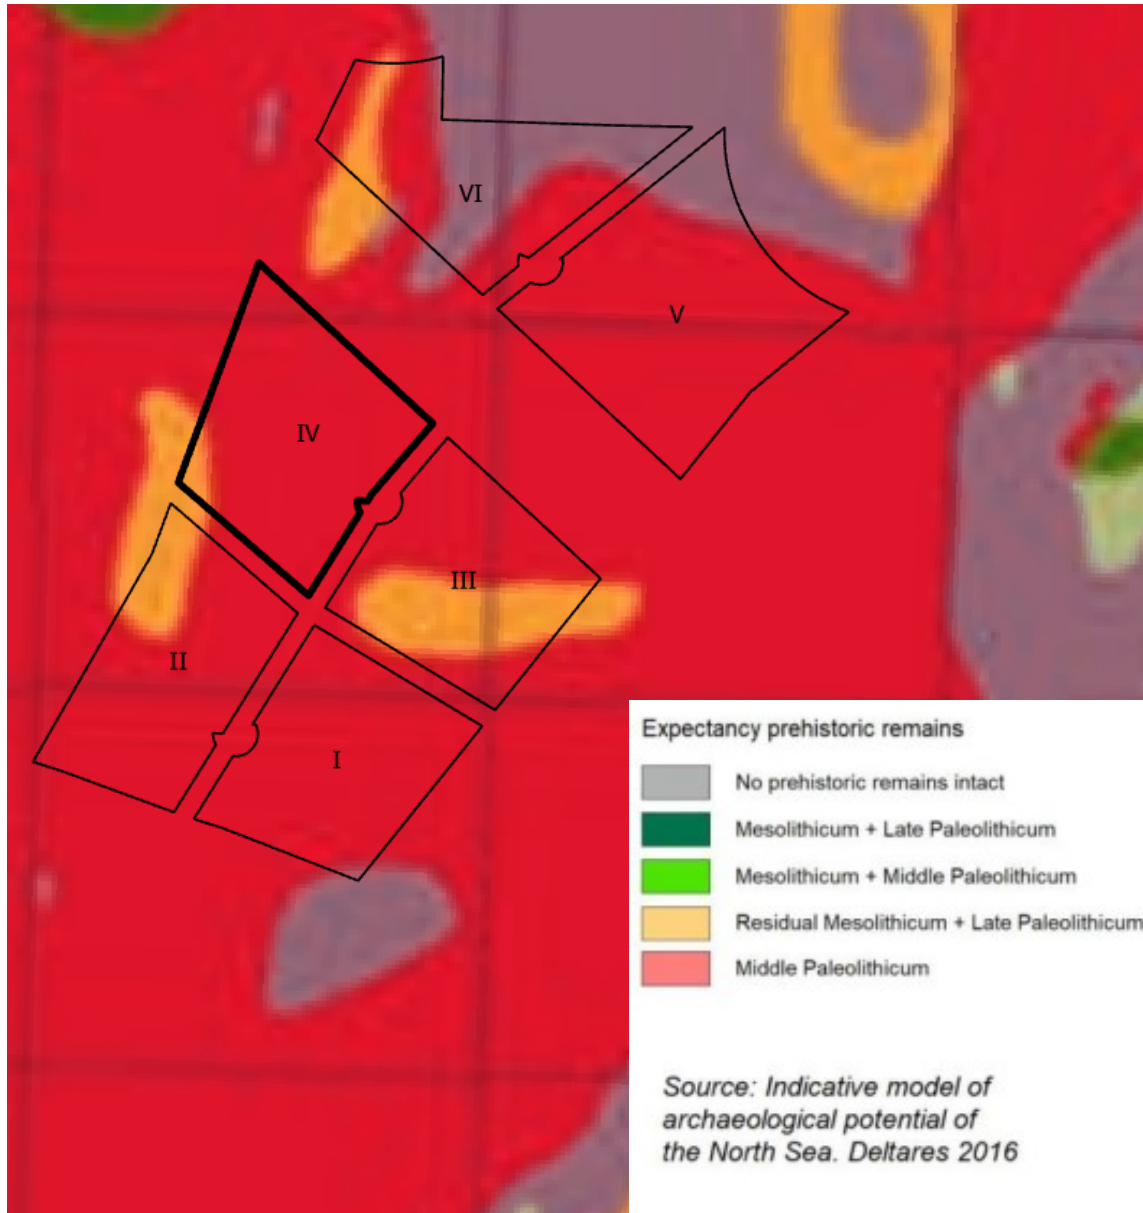 VI
V
IV
III
II
I
Expectancy prehistoric remains
No prehistoric remains intact
Mesolithicum + Late Paleolithicum
Mesolithicum + Middle Paleolithicum
Residual Mesolithicum + Late Paleolithicum
Middle Paleolithicum
Source: Indicative model of
archaeological potential of
the North Sea. Deltares 2016